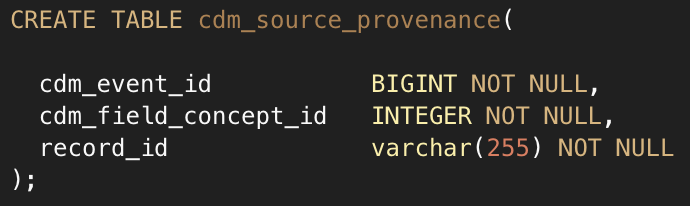 CREATE TABLE cdm_source_provenance(
cdm_event_id BIGINT NOT NULL,
cdm_field_concept_id INTEGER NOT NULL,
record_id varchar(255) NOT NULL
);